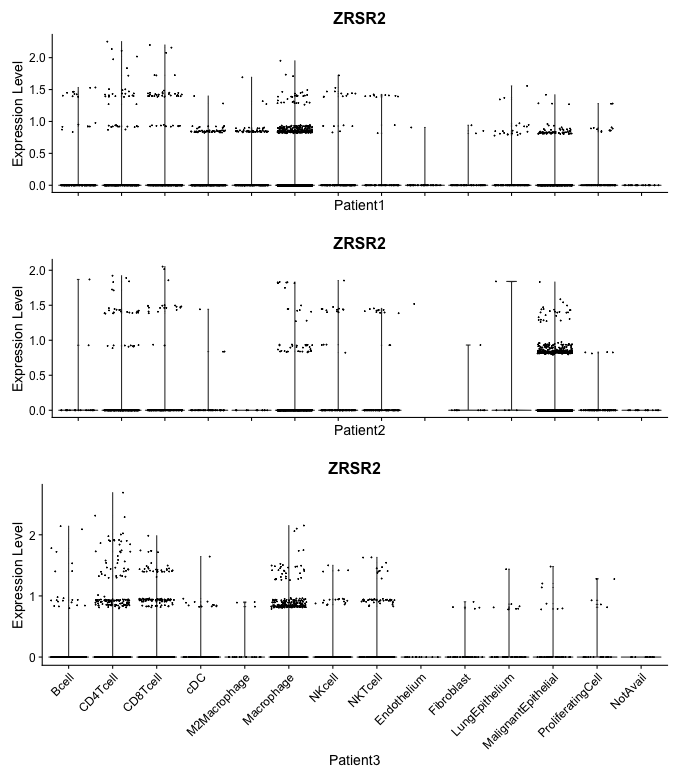 ZRSR2
Expression Level
2.0
1.5
1.0
0.5
0.0
Patient1
ZRSR2
Expression Level
2.0
1.5
1.0
0.5
0.0
Patient2
ZRSR2
Expression Level
2
1
0
Bcell
CD4Tcell
CD8Tcell
cDC
M2Macrophage
Macrophage
NKcell
NKTcell
Endothelium
Fibroblast
LungEpithelium
MalignantEpithelial
ProliferatingCell
NotAvail
Patient3